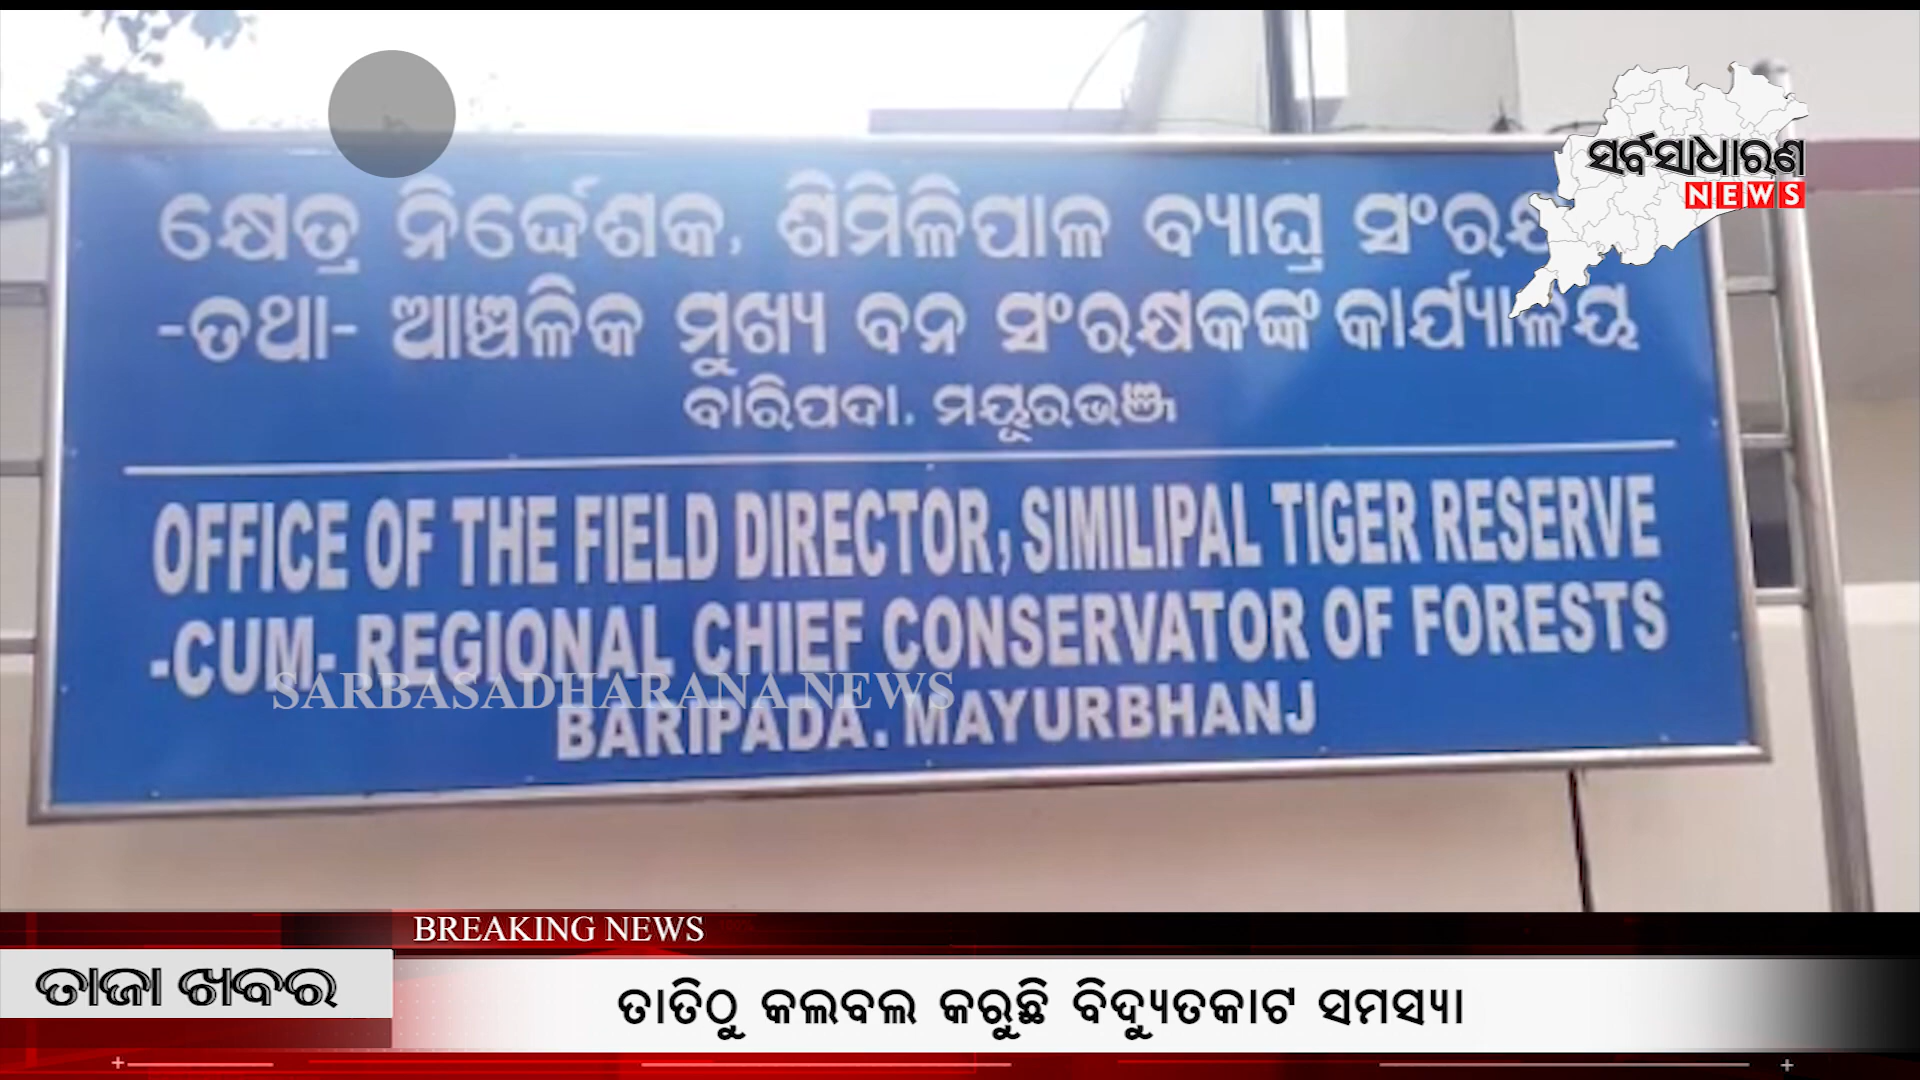 ସର୍ବସାଧାରଣ
NEWS
କ୍ଷେତ୍ର ନିର୍ଦ୍ଦେଶକ, ଶିମିଳିପାଳ ବ୍ୟାଘ୍ର
-ତଥା- ଆଞ୍ଚଳିକ ମୁଖ୍ୟ ବନ ସଂରକ୍ଷକଙ୍କ କାର୍ଯ୍ୟାଳୟ
ବାରିପଦା. ମୟୂରଭଞ୍ଜ
OFFICE OF THE FIELD DIRECTOR, SIMILIPAL TIGER RESERVE
-CUM- REGIONAL CHIEF CONSERVATOR OF FORESTS
SARBASADHARANA NEWS
BARIPADA. MAYURBHANJ
BREAKING NEWS
ତାଜା ଖବର
ତାତିଠୁ କଲବଲ କରୁଛି ବିଦ୍ୟୁତକାଟ ସମସ୍ୟା